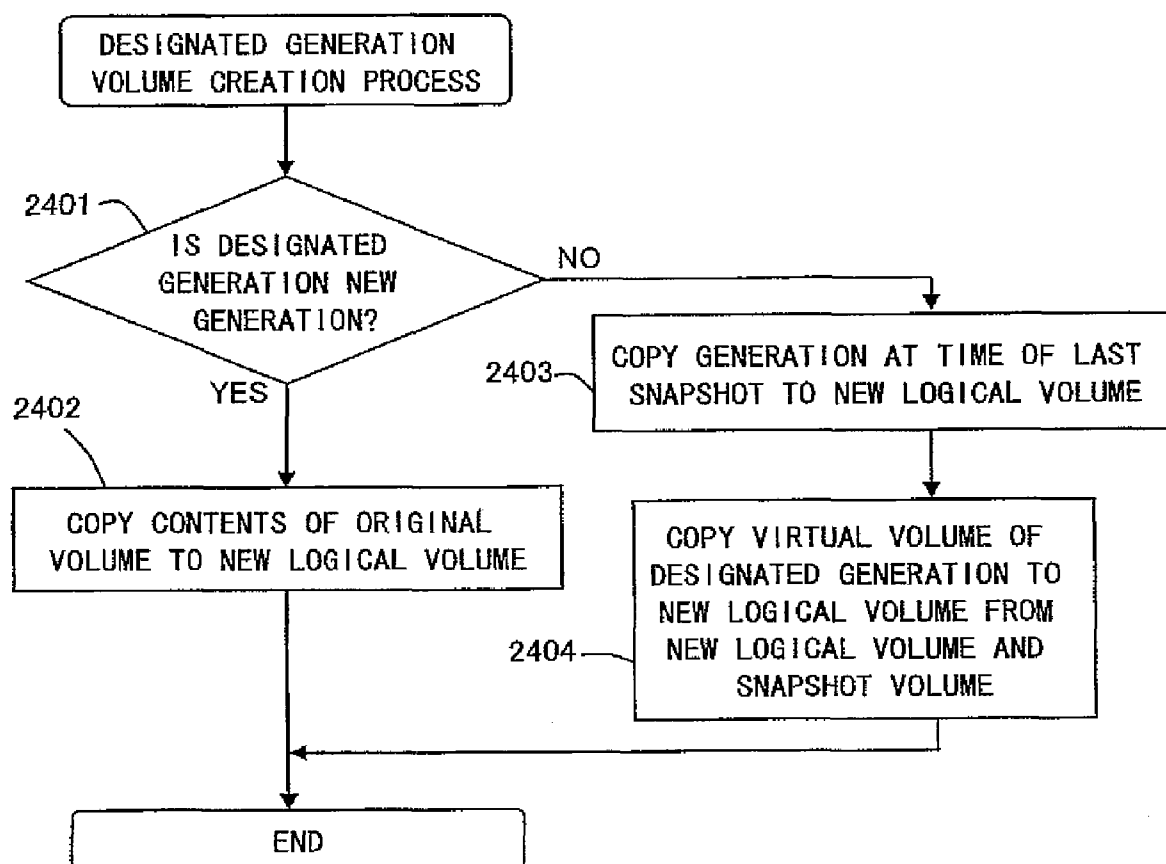 DESIGNATED GENERATION
VOLUME CREATION PROCESS
2401
IS DESIGNATED
GENERATION NEW
GENERATION?
NO
YES
2403
COPY GENERATION AT TIME OF LAST
SNAPSHOT TO NEW LOGICAL VOLUME
2402
COPY CONTENTS OF ORIGINAL
VOLUME TO NEW LOGICAL VOLUME
2404
COPY VIRTUAL VOLUME OF
DESIGNATED GENERATION TO
NEW LOGICAL VOLUME FROM
NEW LOGICAL VOLUME AND
SNAPSHOT VOLUME
END